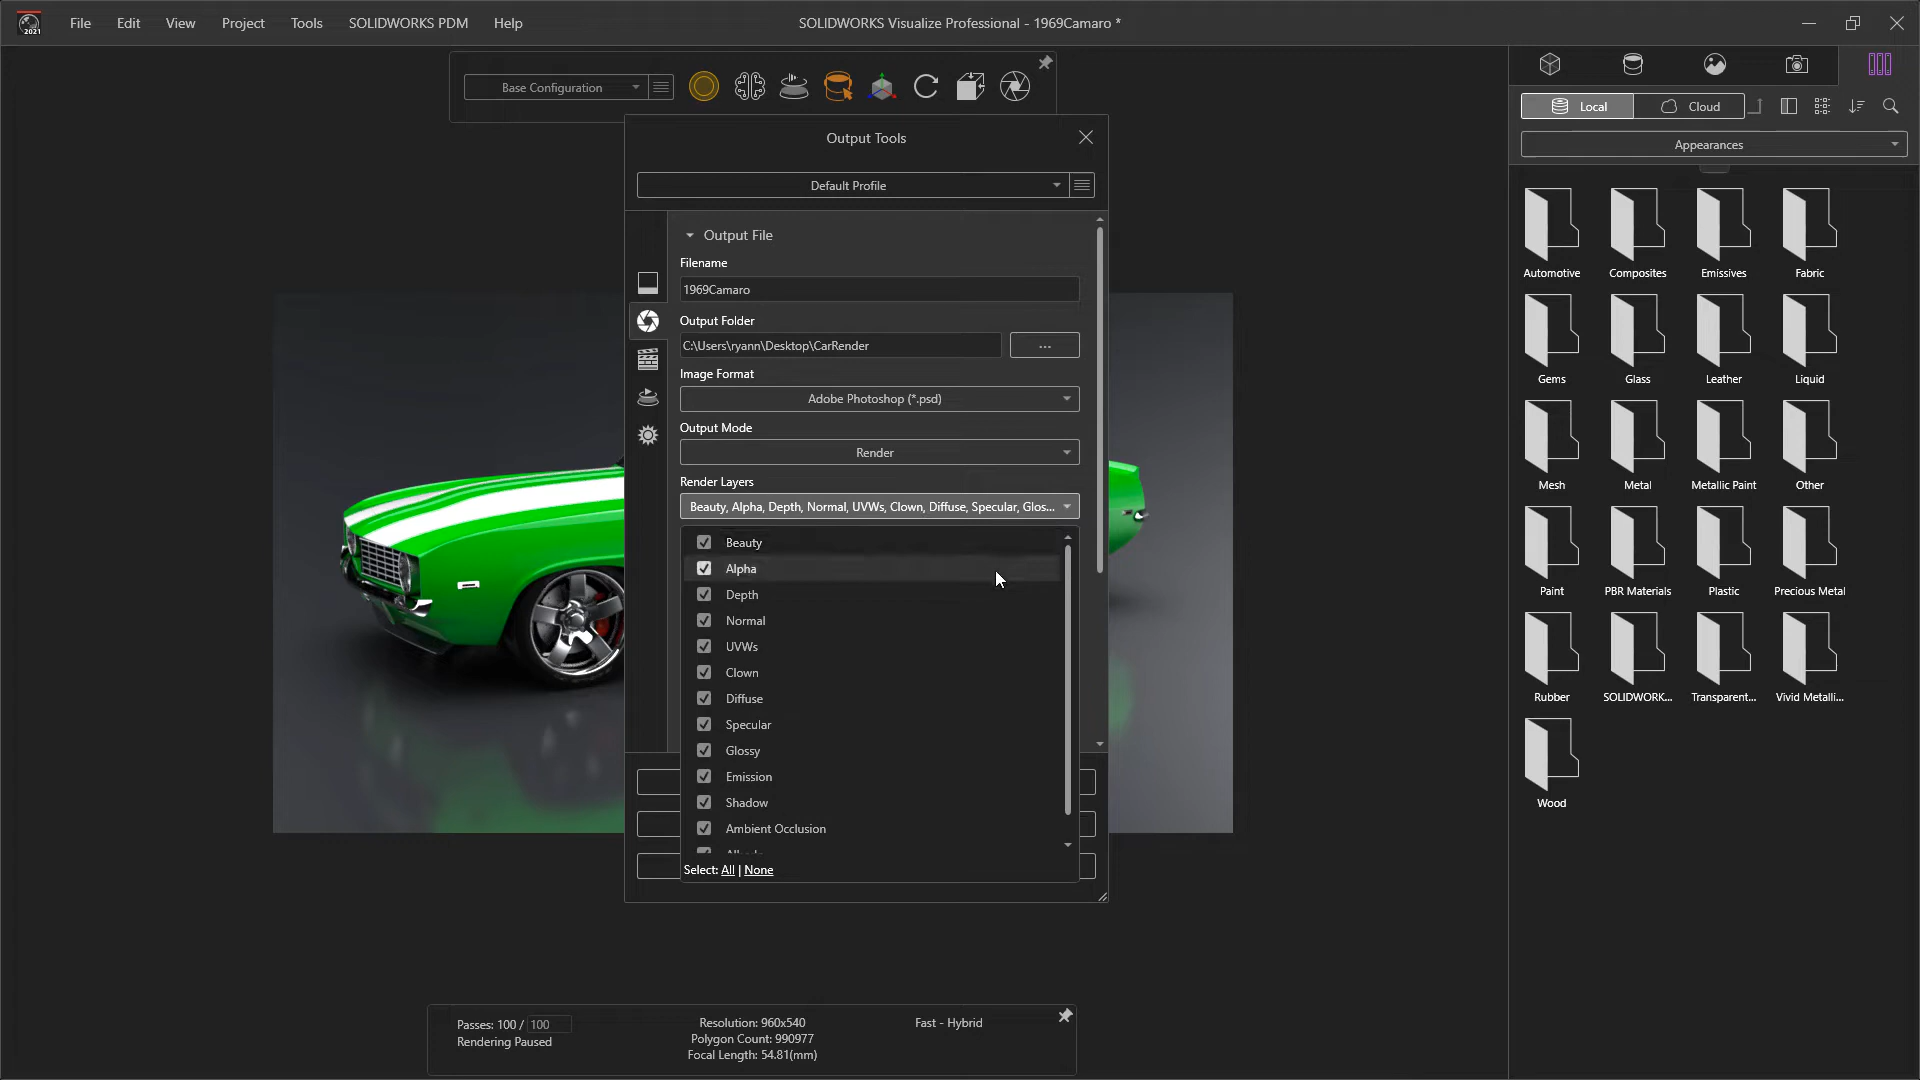 2021
File Edit View Project Tools SOLIDWORKS PDM Help
SOLIDWORKS Visualize Professional - 1969Camaro *
Base Configuration
Output Tools
Default Profile
Output File
Filename
1969Camaro
Output Folder
C:\Users\ryann\Desktop\CarRender
...
Image Format
Adobe Photoshop (*.psd)
Output Mode
Render
Render Layers
Beauty, Alpha, Depth, Normal, UVWs, Clown, Diffuse, Specular, Glos...
Beauty
Alpha
Depth
Normal
UVWs
Clown
Diffuse
Specular
Glossy
Emission
Shadow
Ambient Occlusion
Select: All | None
Local Cloud
Appearances
Automotive Composites Emissives Fabric
Gems Glass Leather Liquid
Mesh Metal Metallic Paint Other
Paint PBR Materials Plastic Precious Metal
Rubber SOLIDWORK... Transparent... Vivid Metalli...
Wood
Passes: 100 / 100
Rendering Paused
Resolution: 960x540
Polygon Count: 990977
Focal Length: 54.81(mm)
Fast - Hybrid